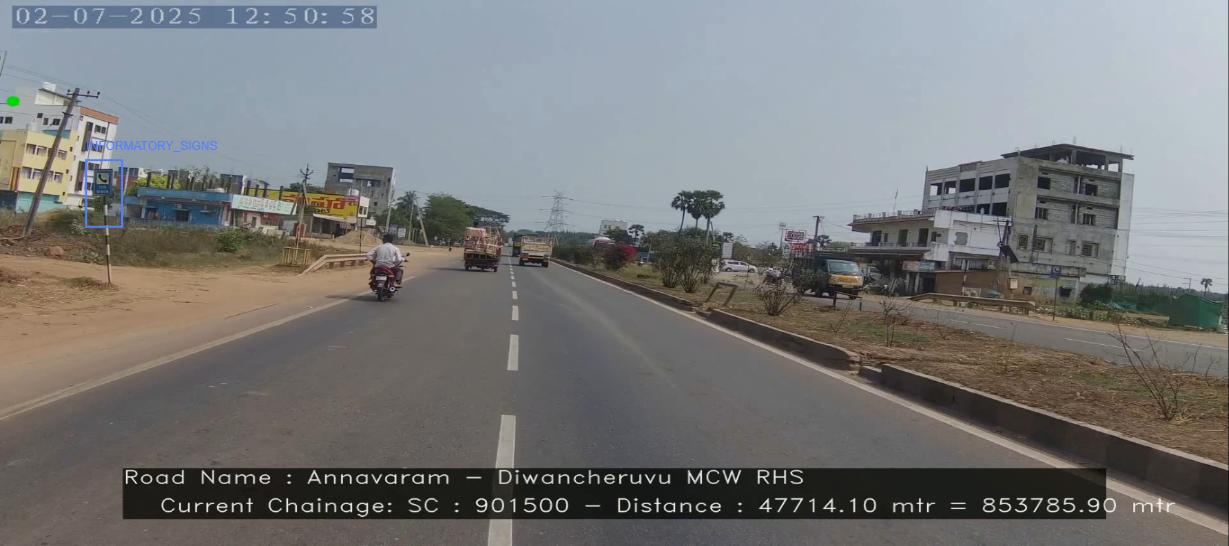 02-07-2025 12:50:58
INFORMATORY_SIGNS
Road Name : Annavaram - Diwancheruvu MCW RHS
Current Chainage: SC : 901500 - Distance : 47714.10 mtr = 853785.90 mtr